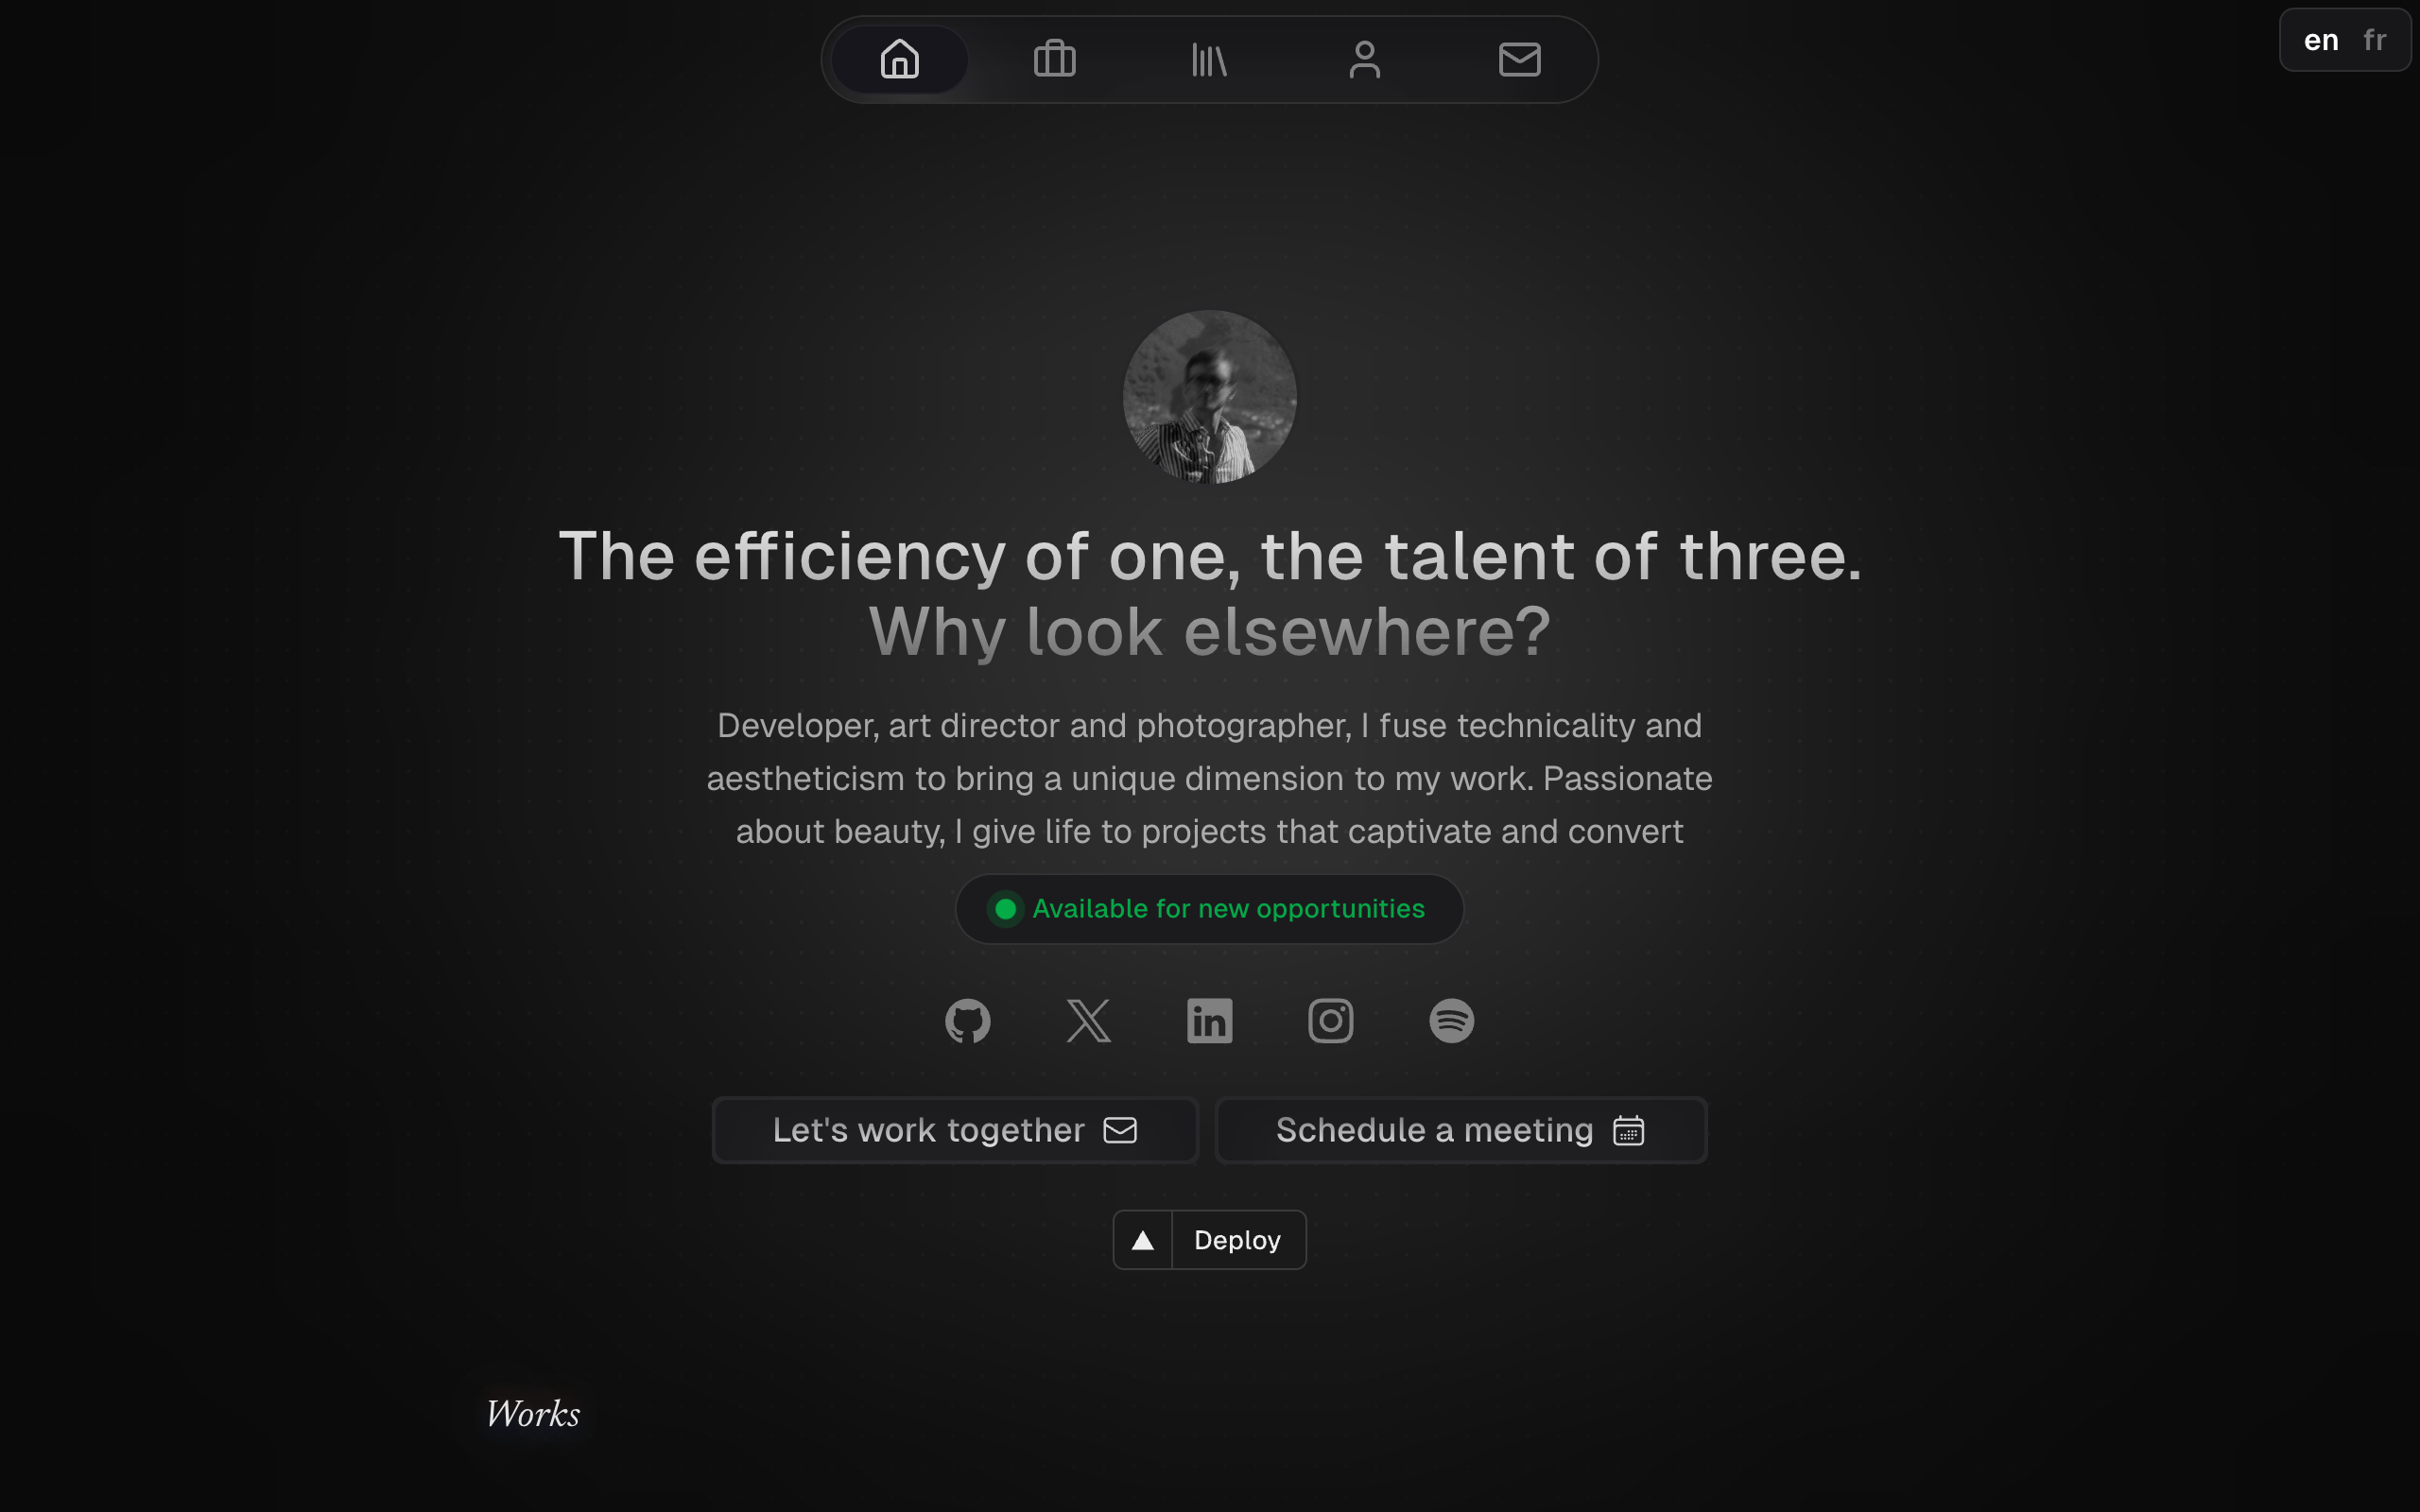 en fr
The efficiency of one, the talent of three.
Why look elsewhere?
Developer, art director and photographer, I fuse technicality and
aestheticism to bring a unique dimension to my work. Passionate
about beauty, I give life to projects that captivate and convert
Available for new opportunities
Let's work together
Schedule a meeting
Deploy
Works